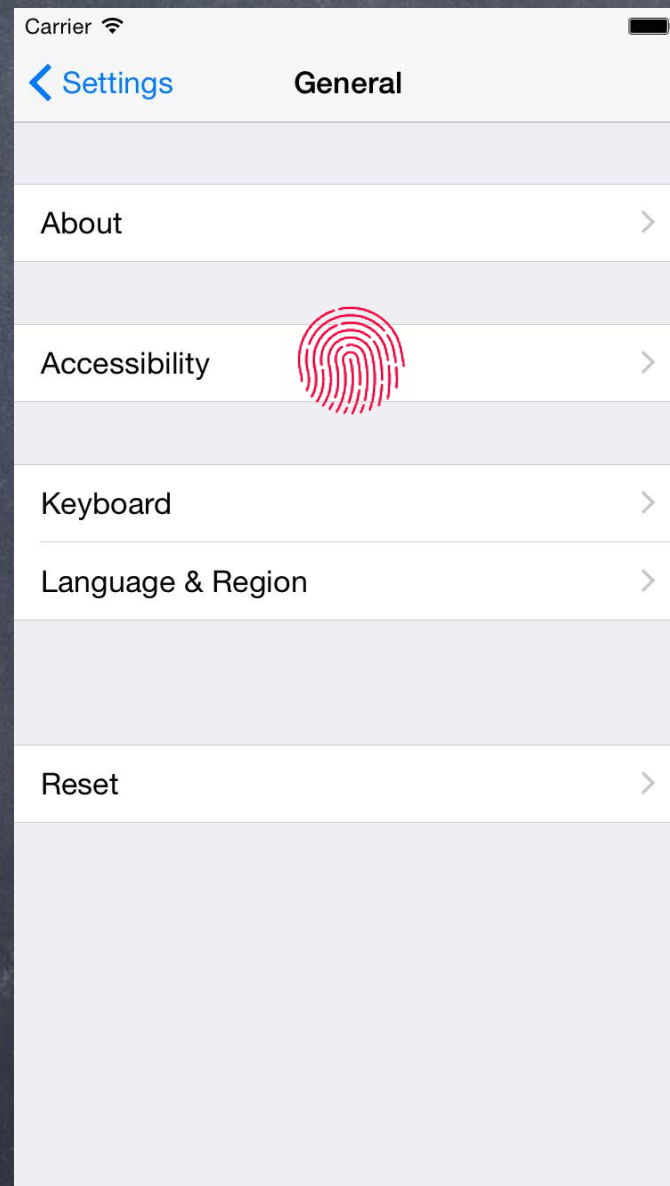 Carrier
Settings General
About
Accessibility
Keyboard
Language & Region
Reset